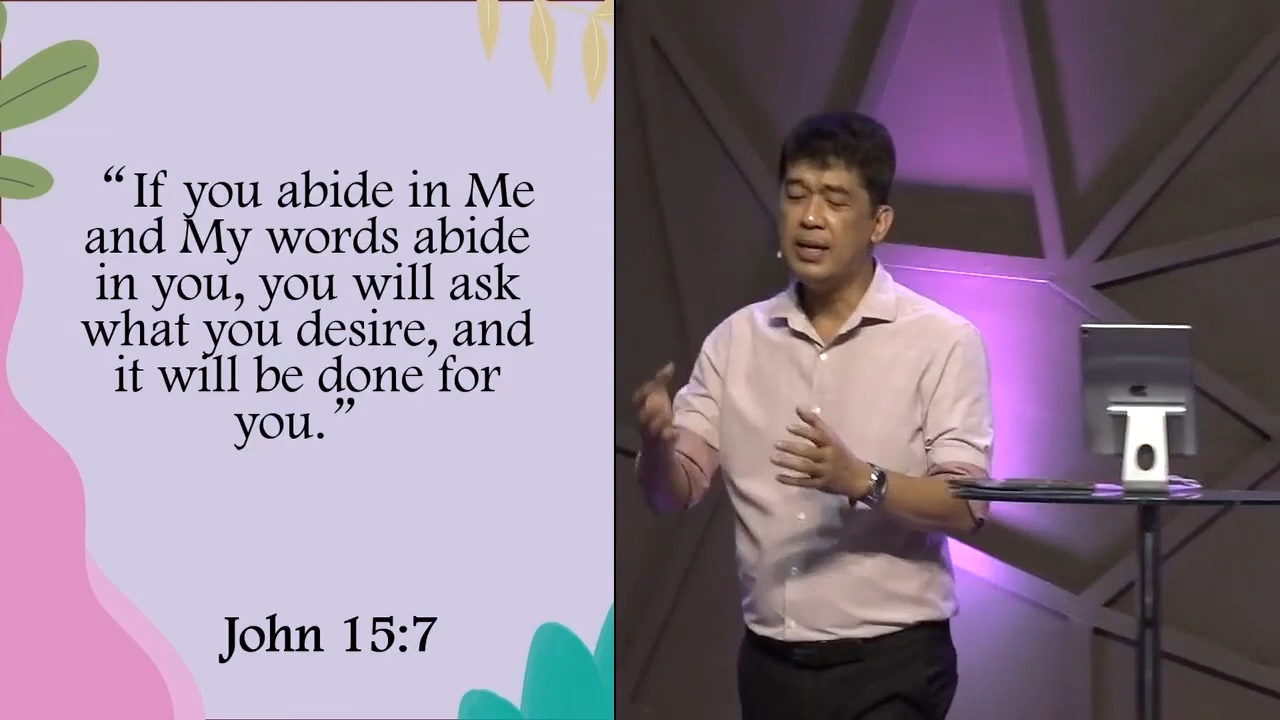 “If you abide in Me
and My words abide
in you, you will ask
what you desire, and
it will be done for
you.”
John 15:7